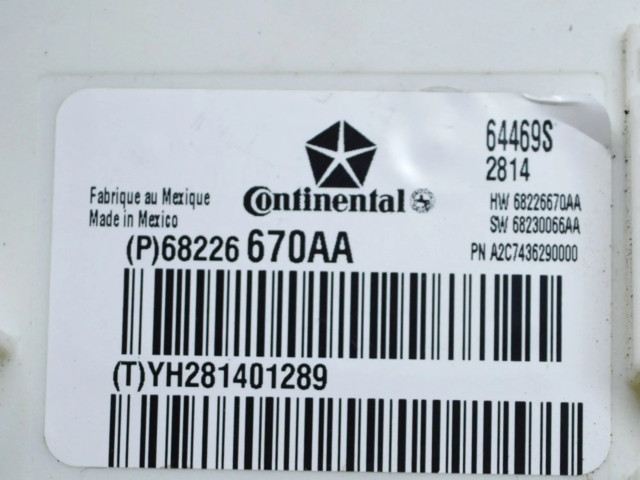 64469S
2814
Fabrique au Mexique
Made in Mexico
Continental
HW 68226670AA
SW 68230066AA
PN A2C7436290000
(P)68226 670AA
(T)YH281401289